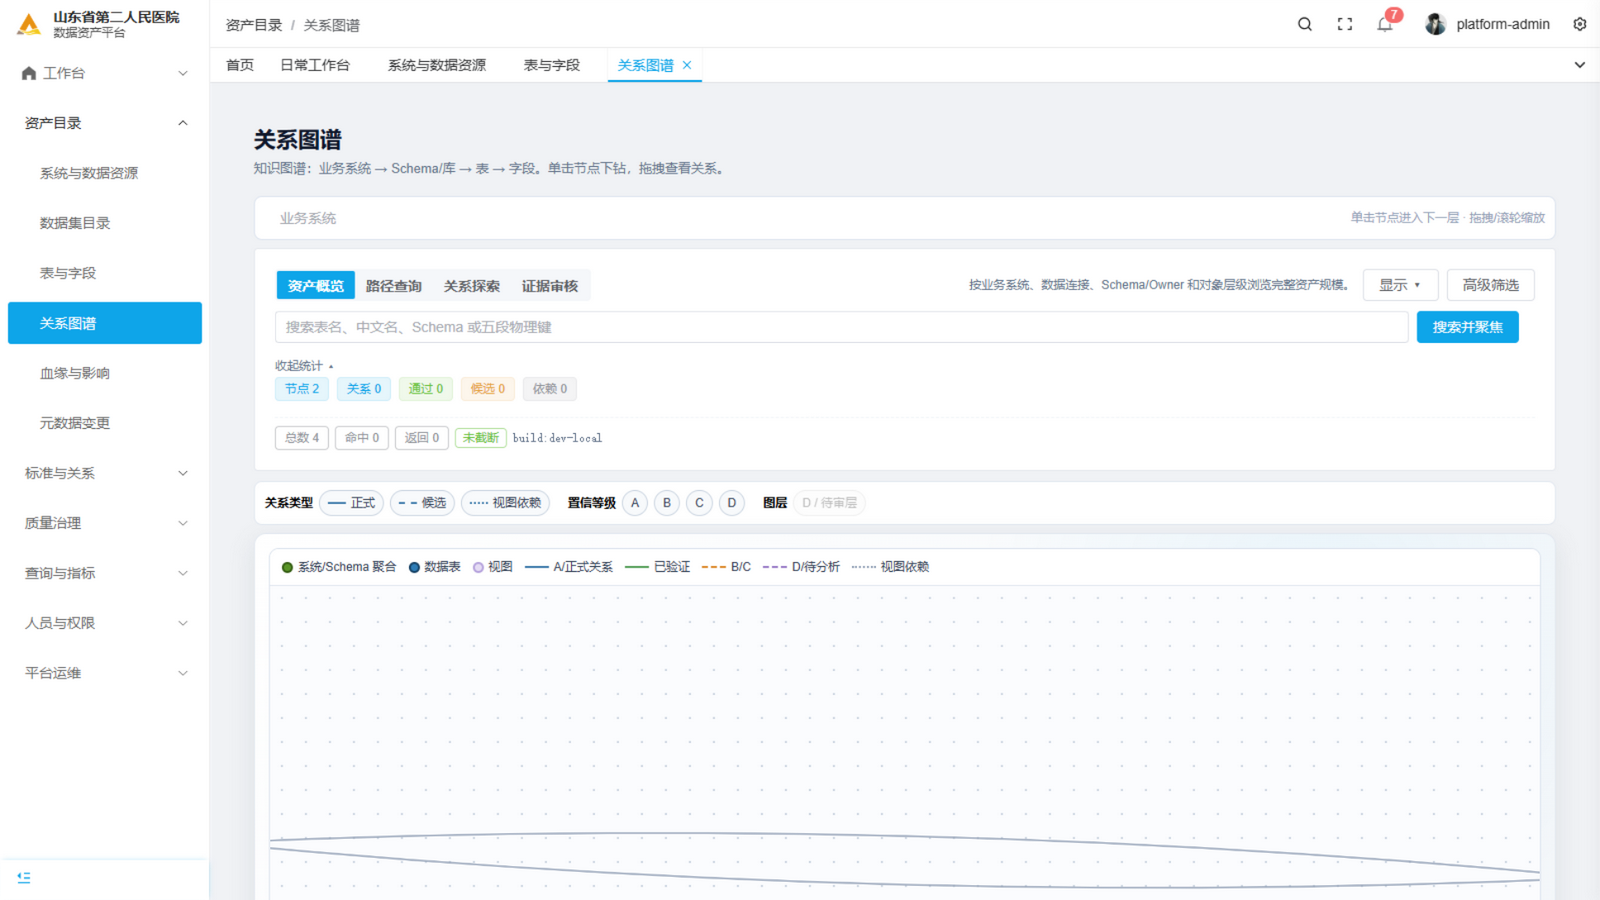 山东省第二人民医院
数据资产平台
资产目录 / 关系图谱
7
platform-admin
首页 日常工作台 系统与数据资源 表与字段 关系图谱 ×
工作台
资产目录
系统与数据资源
数据集目录
表与字段
关系图谱
血缘与影响
元数据变更
标准与关系
质量治理
查询与指标
人员与权限
平台运维
关系图谱
知识图谱：业务系统 → Schema/库 → 表 → 字段。单击节点下钻，拖拽查看关系。
业务系统 单击节点进入下一层 · 拖拽/滚轮缩放
资产概览 路径查询 关系探索 证据审核 按业务系统、数据连接、Schema/Owner 和对象层级浏览完整资产规模。 显示 ▾ 高级筛选
搜索表名、中文名、Schema 或五段物理键 搜索并聚焦
收起统计 ▴
节点 2 关系 0 通过 0 候选 0 依赖 0
总数 4 命中 0 返回 0 未截断 build:dev-local
关系类型 正式 候选 视图依赖 置信等级 A B C D 图层 D / 待审层
系统/Schema 聚合 数据表 视图 A/正式关系 已验证 B/C D/待分析 视图依赖